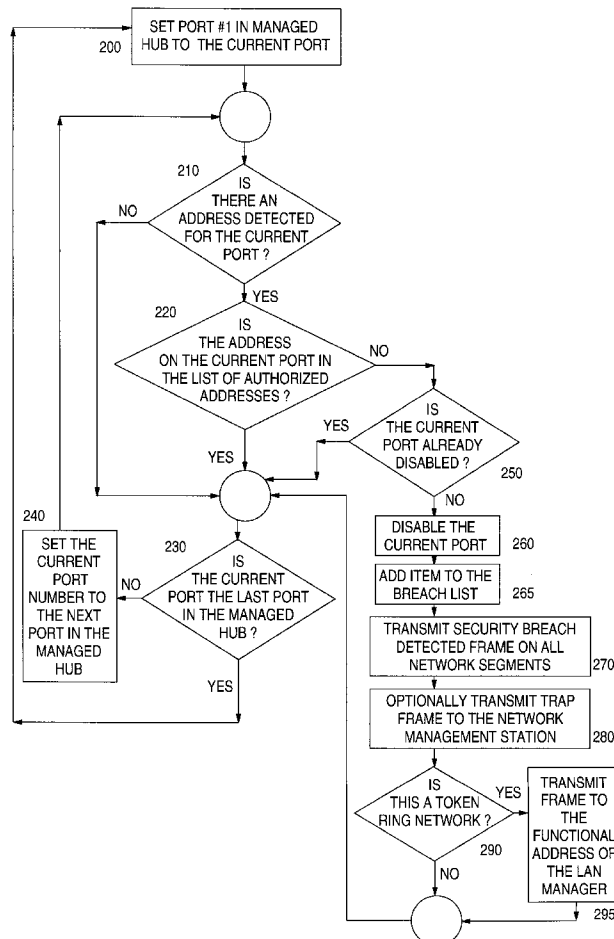 SET PORT #1 IN MANAGED
HUB TO THE CURRENT PORT
200
210
IS
THERE AN
ADDRESS DETECTED
FOR THE CURRENT
PORT ?
NO
YES
220
IS
THE ADDRESS
ON THE CURRENT PORT IN
THE LIST OF AUTHORIZED
ADDRESSES ?
NO
YES
IS
THE CURRENT
PORT ALREADY
DISABLED ?
YES
250
NO
240
SET THE
CURRENT
PORT
NUMBER TO
THE NEXT
PORT IN THE
MANAGED
HUB
230
IS
THE CURRENT
PORT THE LAST PORT
IN THE MANAGED
HUB ?
NO
YES
DISABLE THE
CURRENT PORT
260
ADD ITEM TO THE
BREACH LIST
265
TRANSMIT SECURITY BREACH
DETECTED FRAME ON ALL
NETWORK SEGMENTS
270
OPTIONALLY TRANSMIT TRAP
FRAME TO THE NETWORK
MANAGEMENT STATION
280
IS
THIS A TOKEN
RING NETWORK ?
YES
290
NO
TRANSMIT
FRAME TO
THE
FUNCTIONAL
ADDRESS OF
THE LAN
MANAGER
295